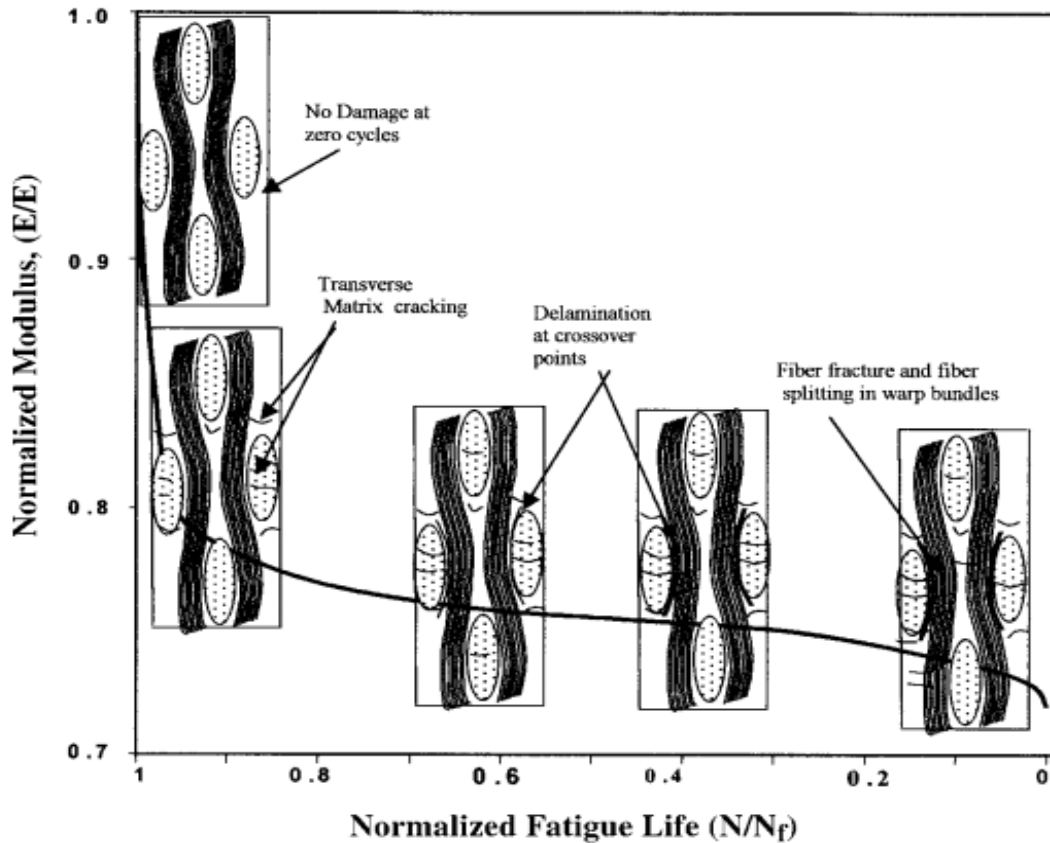 1.0
No Damage at
zero cycles
0.9
Transverse
Matrix cracking
Delamination
at crossover
points
Fiber fracture and fiber
splitting in warp bundles
0.8
0.7
Normalized Modulus, (E/E)
1 0.8 0.6 0.4 0.2 0
Normalized Fatigue Life (N/Nf)